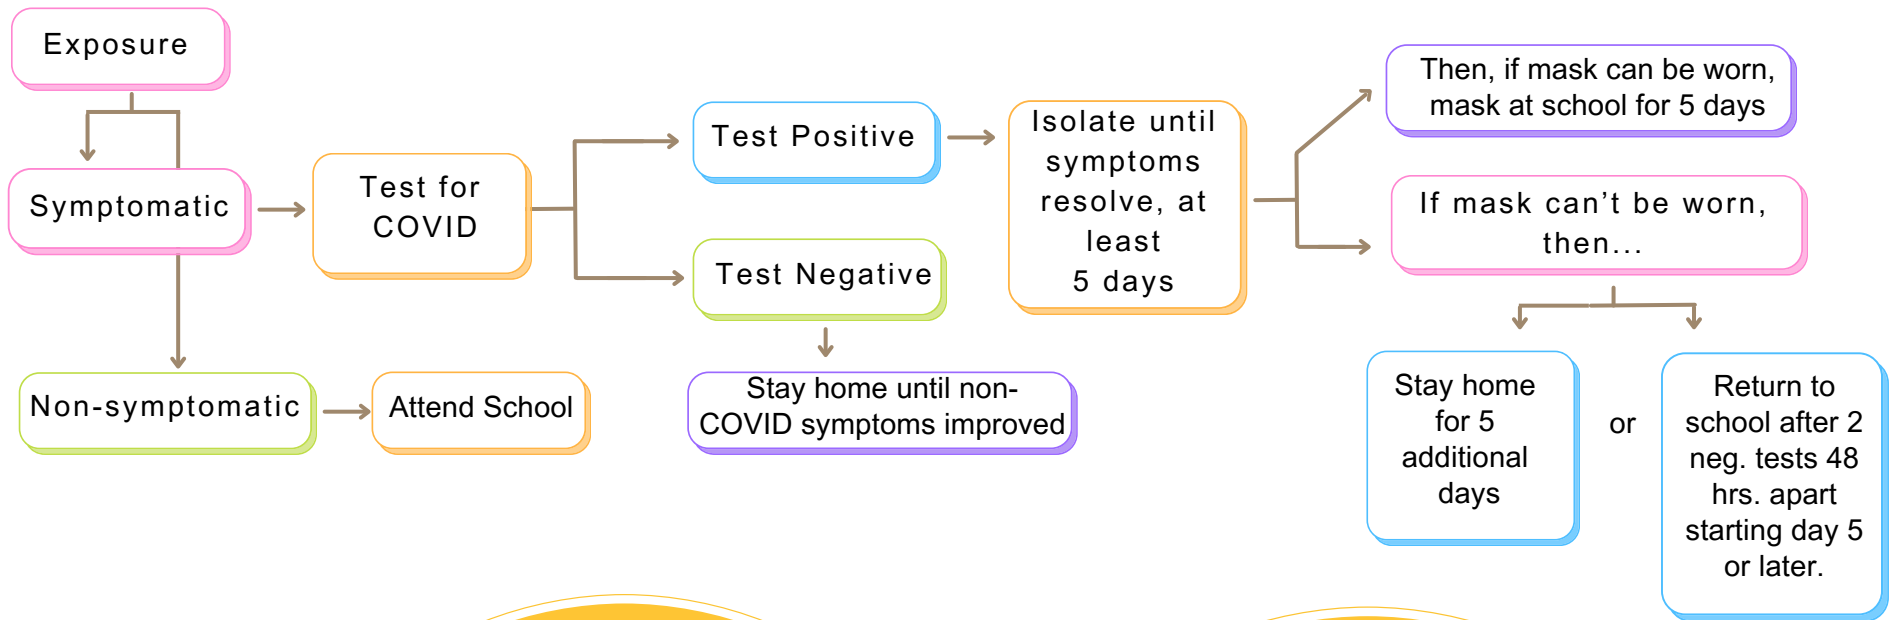 Exposure
Symptomatic
Non-symptomatic
Attend School
Test for
COVID
Test Positive
Test Negative
Stay home until non-
COVID symptoms improved
Isolate until
symptoms
resolve, at
least
5 days
Then, if mask can be worn,
mask at school for 5 days
If mask can’t be worn,
then...
Stay home
for 5
additional
days
or
Return to
school after 2
neg. tests 48
hrs. apart
starting day 5
or later.